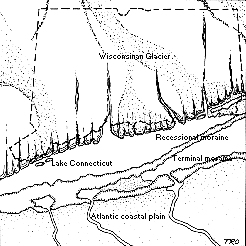 Wisconsinan Glacier
Recessional moraine
Terminal moraine
Lake Connecticut
Atlantic coastal plain